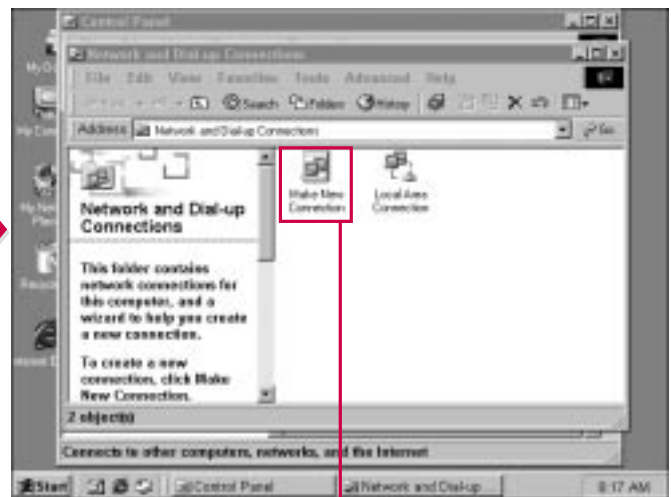 Control Panel
Network and Dial-up Connections
File Edit View Favorites Tools Advanced Help
Search Folders History
Address Network and Dial-up Connections Go
Make New
Connection
Local Area
Connection
Network and Dial-up
Connections
This folder contains
network connections for
this computer, and a
wizard to help you create
a new connection.
To create a new
connection, click Make
New Connection.
2 object(s)
Connects to other computers, networks, and the Internet
Start Control Panel Network and Dial-up 8:17 AM